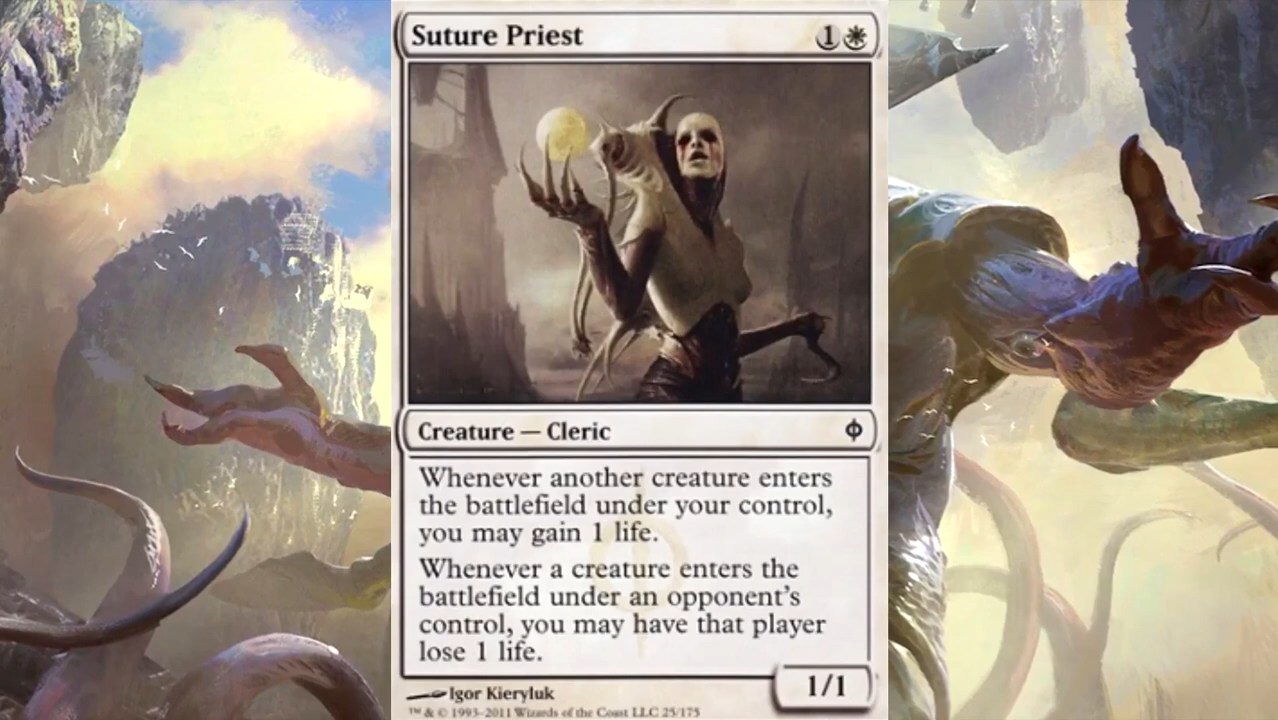 Suture Priest 1
Creature — Cleric
Whenever another creature enters
the battlefield under your control,
you may gain 1 life.
Whenever a creature enters the
battlefield under an opponent's
control, you may have that player
lose 1 life.
1/1
Igor Kieryluk
™ & © 1993–2011 Wizards of the Coast LLC 25/175